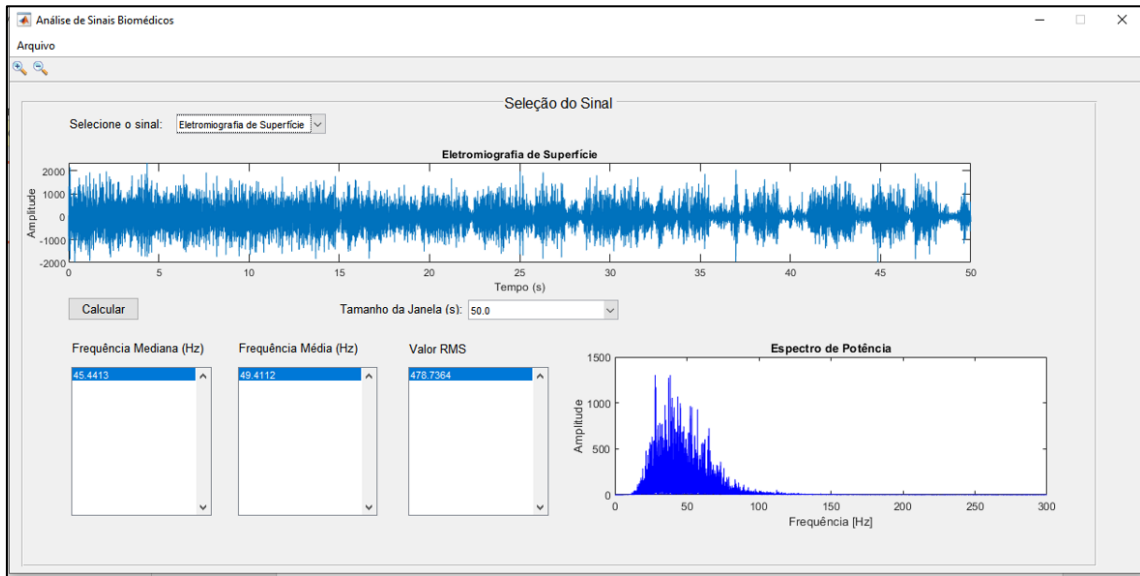 Análise de Sinais Biomédicos
Arquivo
Seleção do Sinal
Selecione o sinal: Eletromiografia de Superfície
Eletromiografia de Superfície
Amplitude
2000
1000
0
-1000
-2000
0 5 10 15 20 25 30 35 40 45 50
Tempo (s)
Calcular Tamanho da Janela (s): 50.0
Frequência Mediana (Hz) Frequência Média (Hz) Valor RMS
45.4413 49.4112 478.7364
Espectro de Potência
Amplitude
1500
1000
500
0
0 50 100 150 200 250 300
Frequência [Hz]